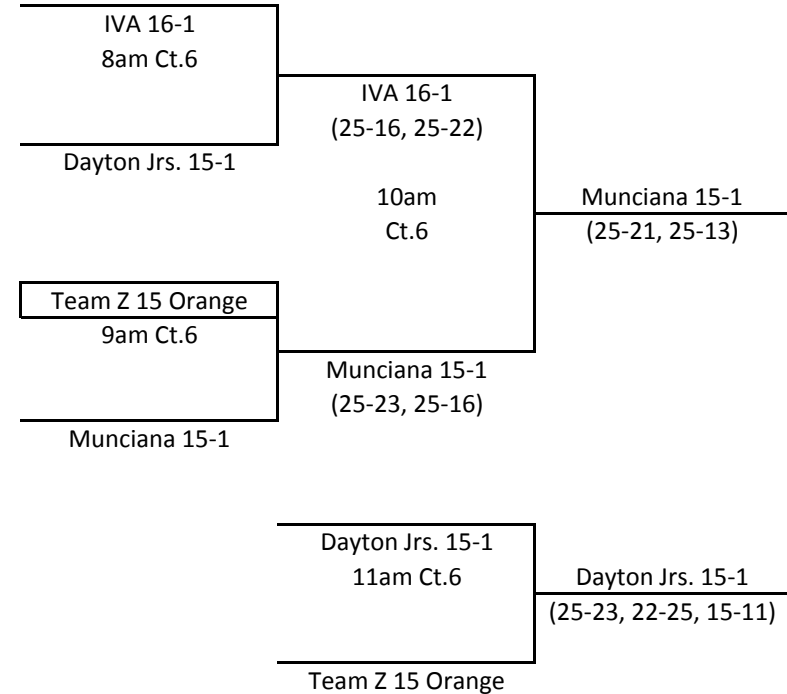 IVA 16-1
8am Ct.6
Dayton Jrs. 15-1
IVA 16-1
(25-16, 25-22)
10am
Ct.6
Munciana 15-1
(25-21, 25-13)
Team Z 15 Orange
9am Ct.6
Munciana 15-1
Munciana 15-1
(25-23, 25-16)
Dayton Jrs. 15-1
11am Ct.6
Team Z 15 Orange
Dayton Jrs. 15-1
(25-23, 22-25, 15-11)